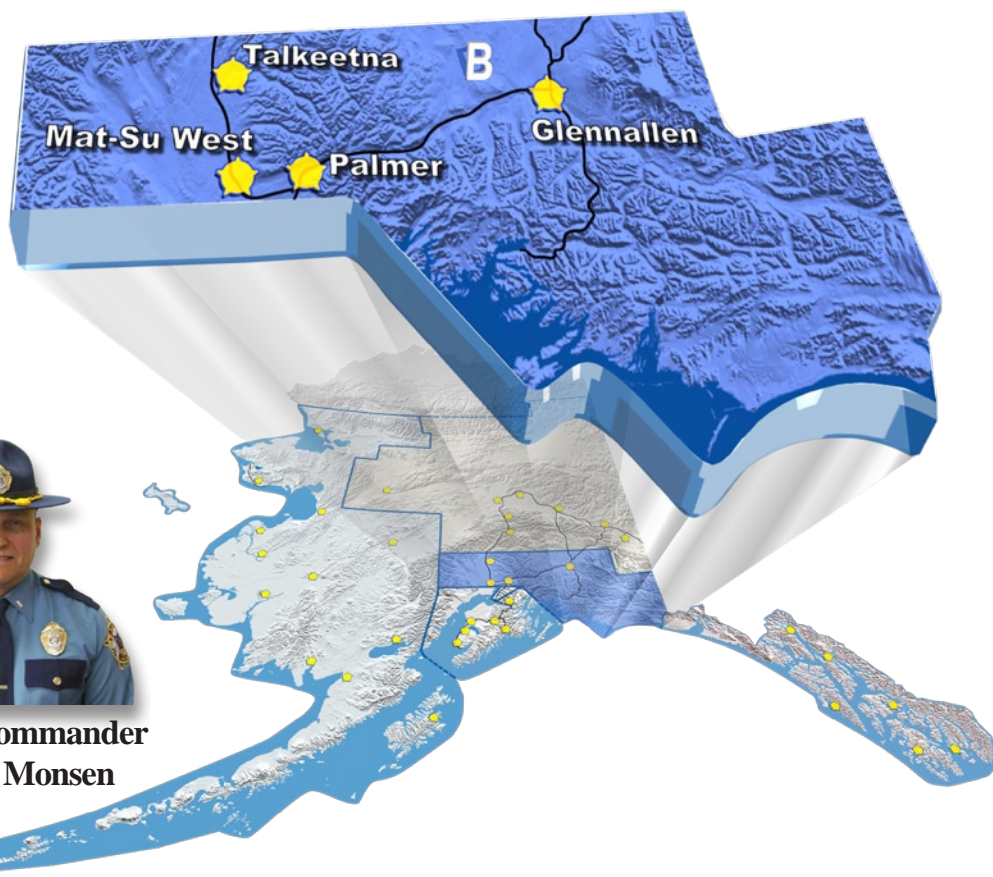 Talkeetna
B
Mat-Su West
Palmer
Glennallen
ommander
Monsen